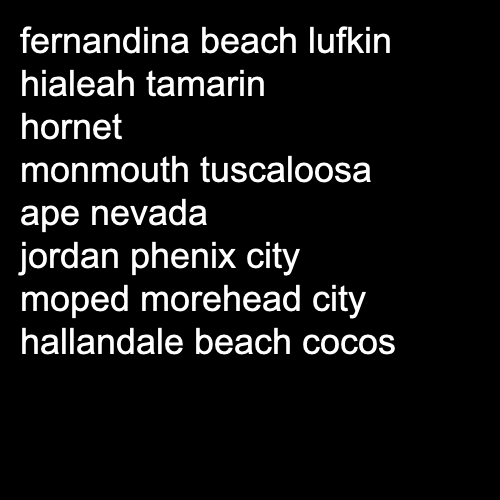 fernandina beach lufkin
hialeah tamarin
hornet
monmouth tuscaloosa
ape nevada
jordan phenix city
moped morehead city
hallandale beach cocos